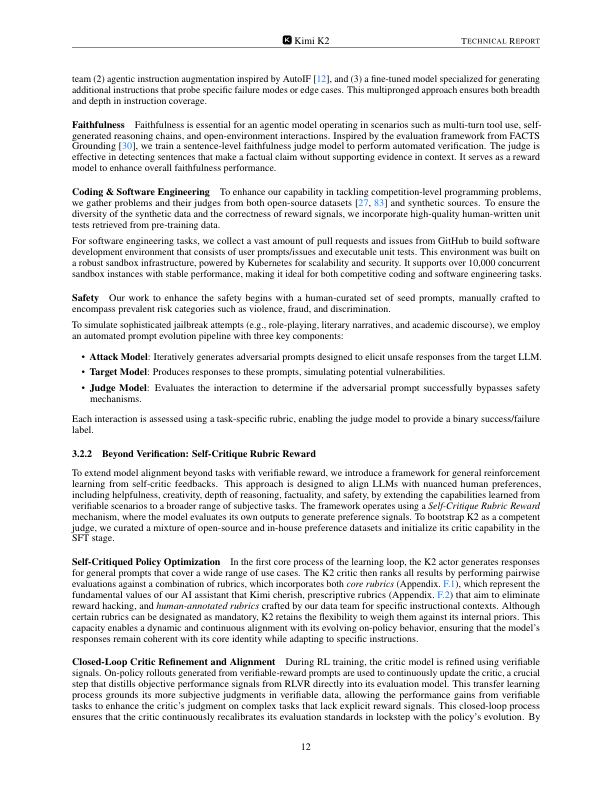 K Kimi K2
TECHNICAL REPORT
team (2) agentic instruction augmentation inspired by AutoIF [12], and (3) a fine-tuned model specialized for generating
additional instructions that probe specific failure modes or edge cases. This multipronged approach ensures both breadth
and depth in instruction coverage.
Faithfulness Faithfulness is essential for an agentic model operating in scenarios such as multi-turn tool use, self-
generated reasoning chains, and open-environment interactions. Inspired by the evaluation framework from FACTS
Grounding [30], we train a sentence-level faithfulness judge model to perform automated verification. The judge is
effective in detecting sentences that make a factual claim without supporting evidence in context. It serves as a reward
model to enhance overall faithfulness performance.
Coding & Software Engineering To enhance our capability in tackling competition-level programming problems,
we gather problems and their judges from both open-source datasets [27, 83] and synthetic sources. To ensure the
diversity of the synthetic data and the correctness of reward signals, we incorporate high-quality human-written unit
tests retrieved from pre-training data.
For software engineering tasks, we collect a vast amount of pull requests and issues from GitHub to build software
development environment that consists of user prompts/issues and executable unit tests. This environment was built on
a robust sandbox infrastructure, powered by Kubernetes for scalability and security. It supports over 10,000 concurrent
sandbox instances with stable performance, making it ideal for both competitive coding and software engineering tasks.
Safety Our work to enhance the safety begins with a human-curated set of seed prompts, manually crafted to
encompass prevalent risk categories such as violence, fraud, and discrimination.
To simulate sophisticated jailbreak attempts (e.g., role-playing, literary narratives, and academic discourse), we employ
an automated prompt evolution pipeline with three key components:
• Attack Model: Iteratively generates adversarial prompts designed to elicit unsafe responses from the target LLM.
• Target Model: Produces responses to these prompts, simulating potential vulnerabilities.
• Judge Model: Evaluates the interaction to determine if the adversarial prompt successfully bypasses safety
mechanisms.
Each interaction is assessed using a task-specific rubric, enabling the judge model to provide a binary success/failure
label.
3.2.2 Beyond Verification: Self-Critique Rubric Reward
To extend model alignment beyond tasks with verifiable reward, we introduce a framework for general reinforcement
learning from self-critic feedbacks. This approach is designed to align LLMs with nuanced human preferences,
including helpfulness, creativity, depth of reasoning, factuality, and safety, by extending the capabilities learned from
verifiable scenarios to a broader range of subjective tasks. The framework operates using a Self-Critique Rubric Reward
mechanism, where the model evaluates its own outputs to generate preference signals. To bootstrap K2 as a competent
judge, we curated a mixture of open-source and in-house preference datasets and initialize its critic capability in the
SFT stage.
Self-Critiqued Policy Optimization In the first core process of the learning loop, the K2 actor generates responses
for general prompts that cover a wide range of use cases. The K2 critic then ranks all results by performing pairwise
evaluations against a combination of rubrics, which incorporates both core rubrics (Appendix. F.1), which represent the
fundamental values of our AI assistant that Kimi cherish, prescriptive rubrics (Appendix. F.2) that aim to eliminate
reward hacking, and human-annotated rubrics crafted by our data team for specific instructional contexts. Although
certain rubrics can be designated as mandatory, K2 retains the flexibility to weigh them against its internal priors. This
capacity enables a dynamic and continuous alignment with its evolving on-policy behavior, ensuring that the model's
responses remain coherent with its core identity while adapting to specific instructions.
Closed-Loop Critic Refinement and Alignment During RL training, the critic model is refined using verifiable
signals. On-policy rollouts generated from verifiable-reward prompts are used to continuously update the critic, a crucial
step that distills objective performance signals from RLVR directly into its evaluation model. This transfer learning
process grounds its more subjective judgments in verifiable data, allowing the performance gains from verifiable
tasks to enhance the critic's judgment on complex tasks that lack explicit reward signals. This closed-loop process
ensures that the critic continuously recalibrates its evaluation standards in lockstep with the policy's evolution. By
12